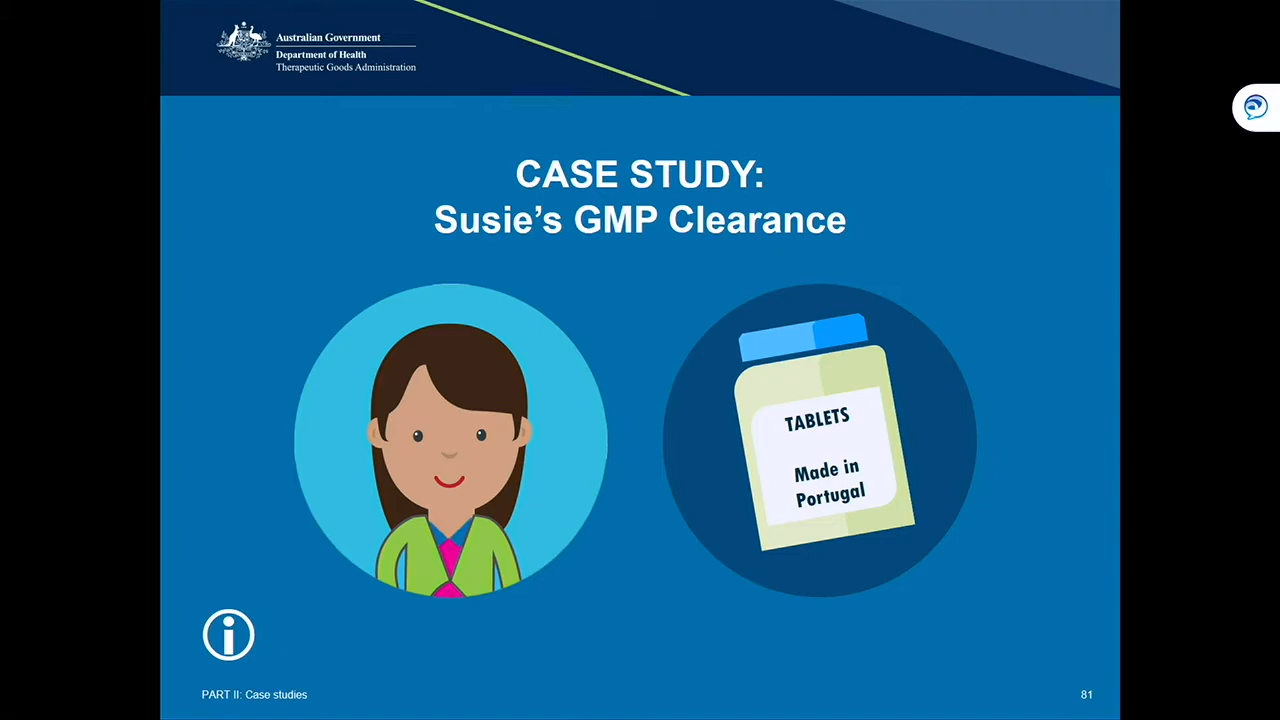 Australian Government
Department of Health
Therapeutic Goods Administration
CASE STUDY:
Susie's GMP Clearance
TABLETS
Made in
Portugal
i
PART II: Case studies
81